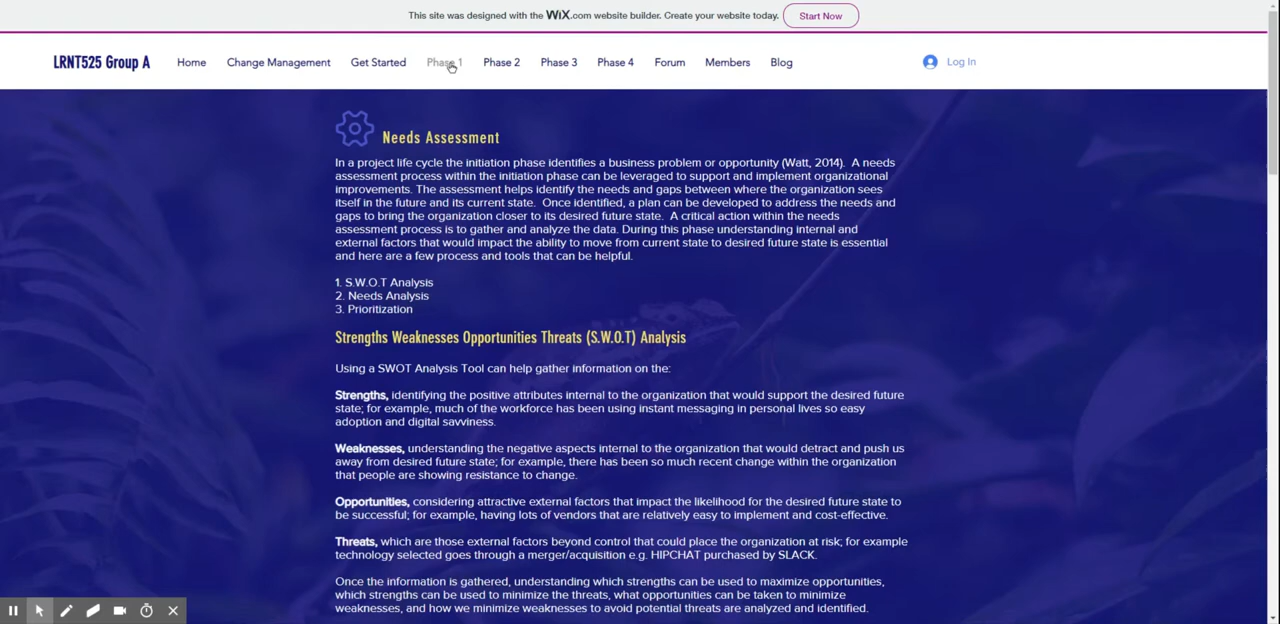 This site was designed with the WiX.com website builder. Create your website today. Start Now
LRNT525 Group A Home Change Management Get Started Phase 1 Phase 2 Phase 3 Phase 4 Forum Members Blog Log In
Needs Assessment
In a project life cycle the initiation phase identifies a business problem or opportunity (Watt, 2014). A needs
assessment process within the initiation phase can be leveraged to support and implement organizational
improvements. The assessment helps identify the needs and gaps between where the organization sees
itself in the future and its current state. Once identified, a plan can be developed to address the needs and
gaps to bring the organization closer to its desired future state. A critical action within the needs
assessment process is to gather and analyze the data. During this phase understanding internal and
external factors that would impact the ability to move from current state to desired future state is essential
and here are a few process and tools that can be helpful.
1. S.W.O.T Analysis
2. Needs Analysis
3. Prioritization
Strengths Weaknesses Opportunities Threats (S.W.O.T) Analysis
Using a SWOT Analysis Tool can help gather information on the:
Strengths, identifying the positive attributes internal to the organization that would support the desired future
state; for example, much of the workforce has been using instant messaging in personal lives so easy
adoption and digital savviness.
Weaknesses, understanding the negative aspects internal to the organization that would detract and push us
away from desired future state; for example, there has been so much recent change within the organization
that people are showing resistance to change.
Opportunities, considering attractive external factors that impact the likelihood for the desired future state to
be successful; for example, having lots of vendors that are relatively easy to implement and cost-effective.
Threats, which are those external factors beyond control that could place the organization at risk; for example
technology selected goes through a merger/acquisition e.g. HIPCHAT purchased by SLACK.
Once the information is gathered, understanding which strengths can be used to maximize opportunities,
which strengths can be used to minimize the threats, what opportunities can be taken to minimize
weaknesses, and how we minimize weaknesses to avoid potential threats are analyzed and identified.